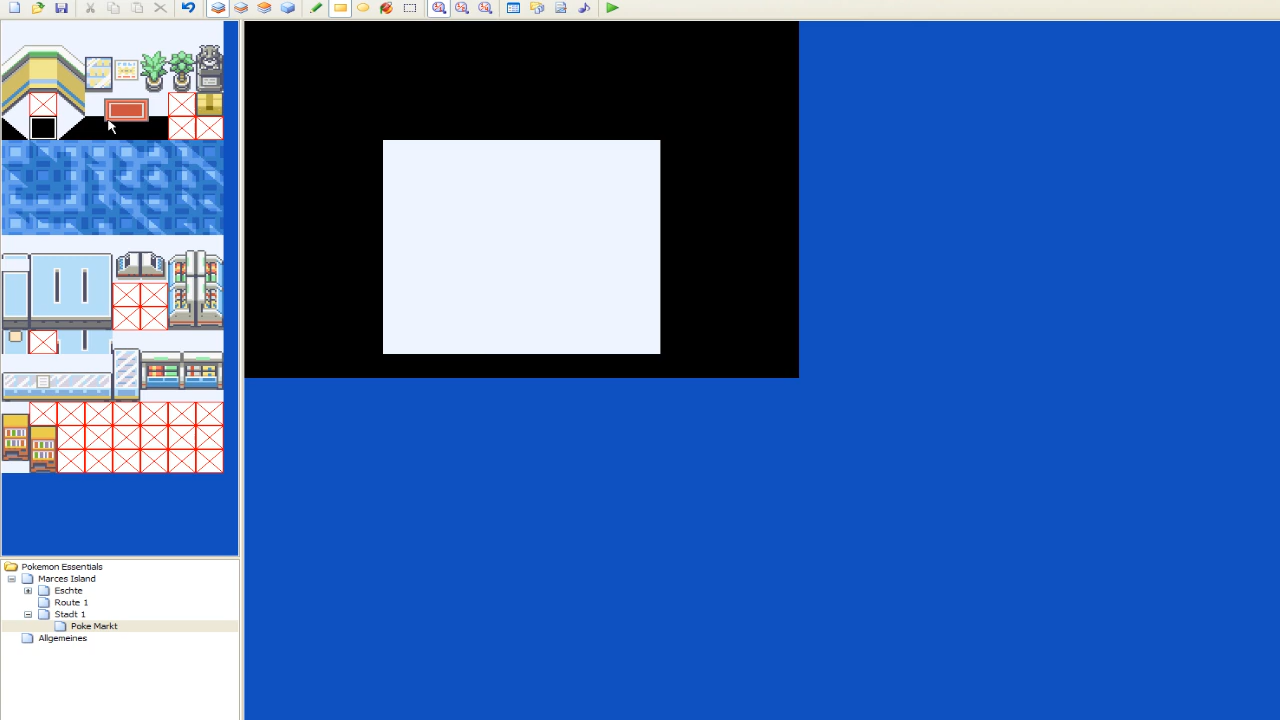 Pokemon Essentials
Marces Island
Eschte
Route 1
Stadt 1
Poke Markt
Allgemeines